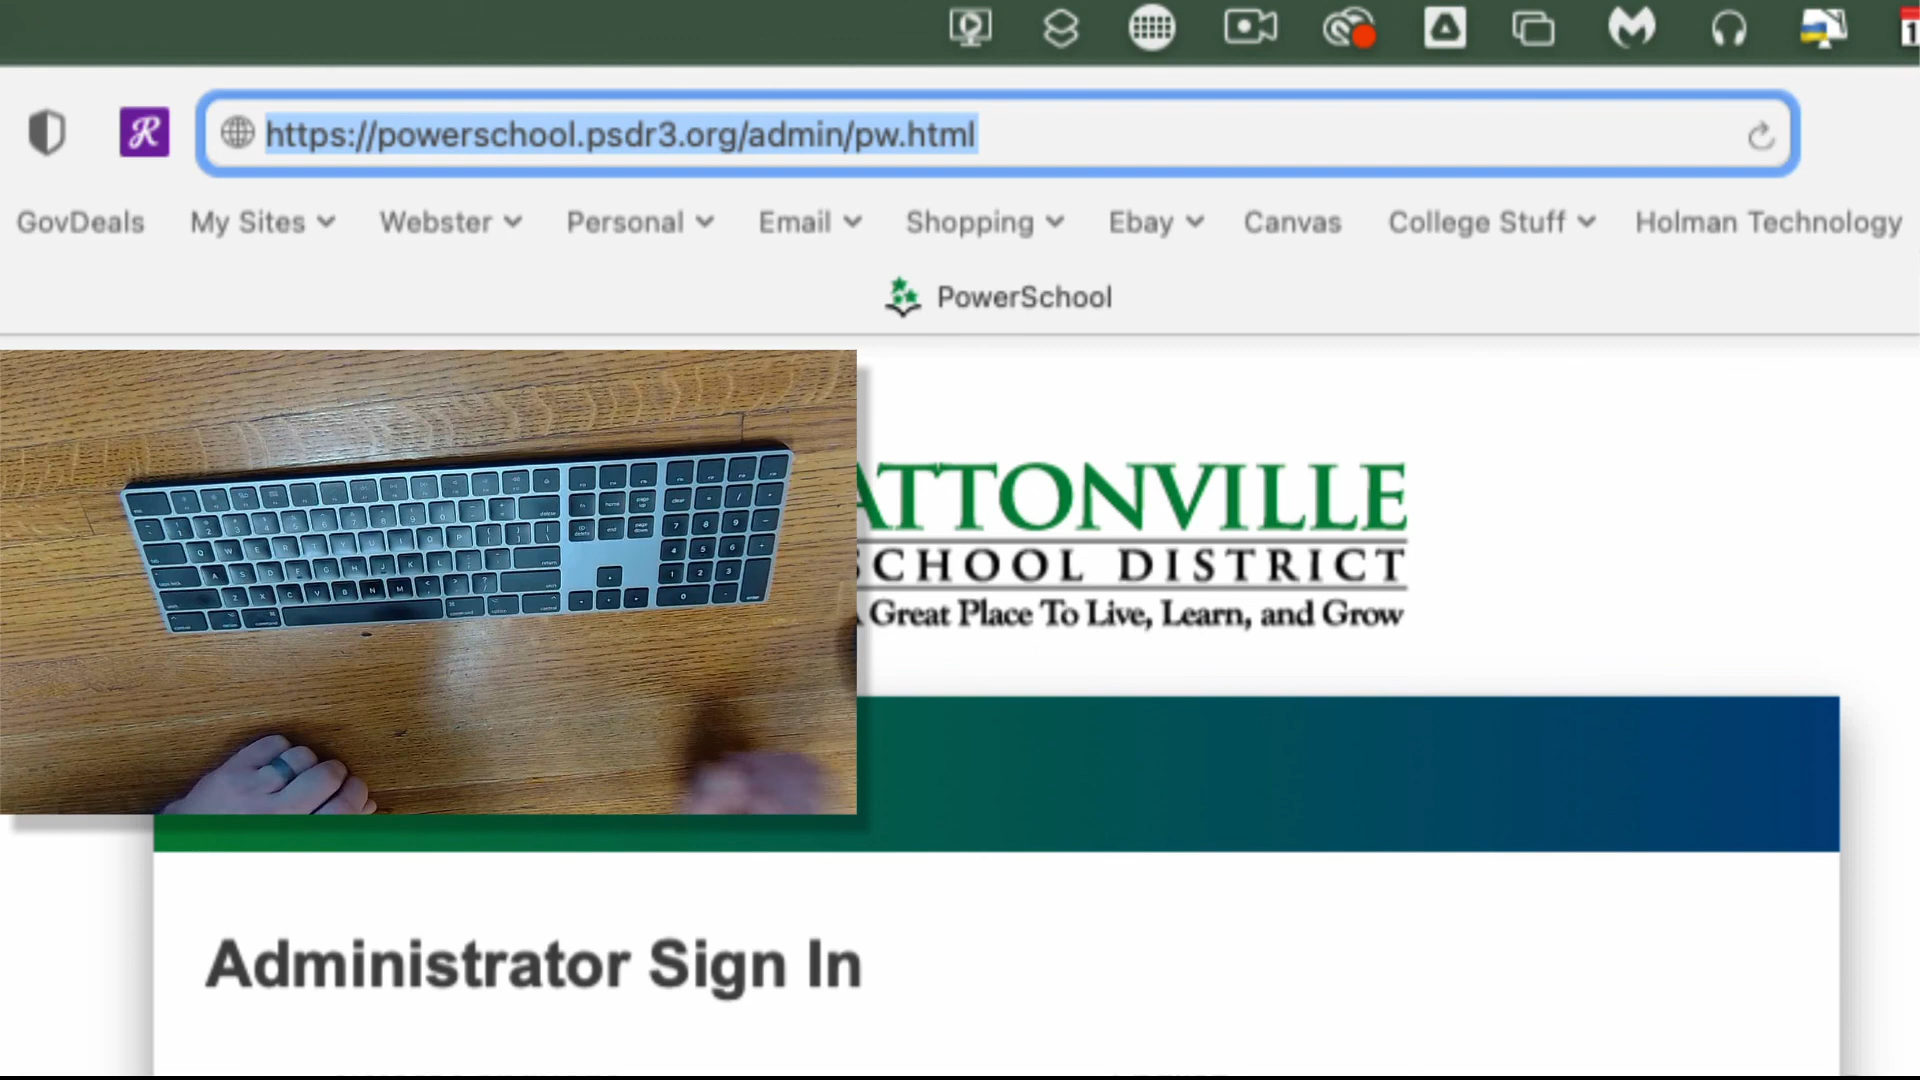 https://powerschool.psdr3.org/admin/pw.html
GovDeals My Sites Webster Personal Email Shopping Ebay Canvas College Stuff Holman Technology
PowerSchool
ATTONVILLE
SCHOOL DISTRICT
A Great Place To Live, Learn, and Grow
Administrator Sign In